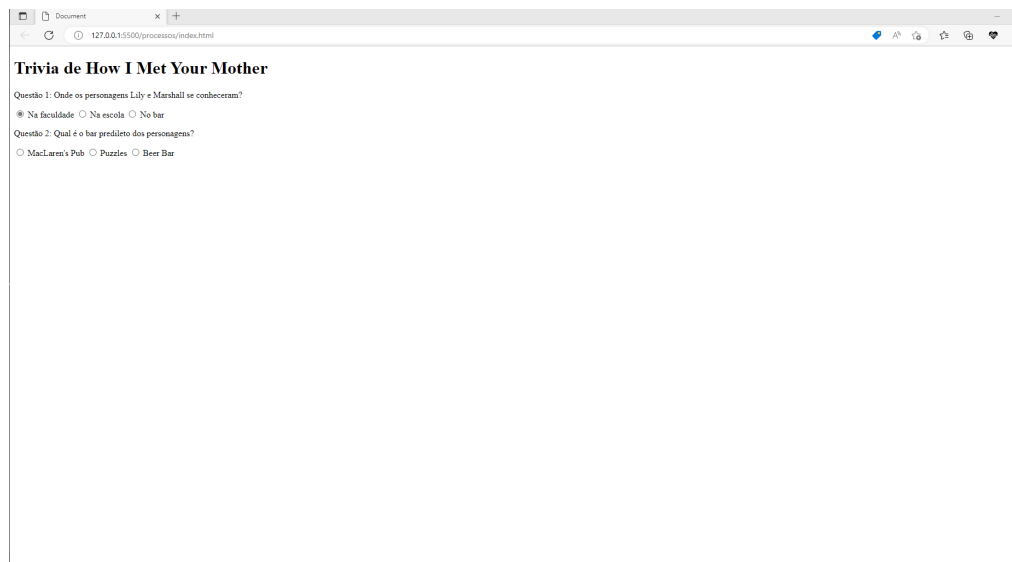 Document
127.0.0.1:5500/processos/index.html
Trivia de How I Met Your Mother
Questão 1: Onde os personagens Lily e Marshall se conheceram?
Na faculdade Na escola No bar
Questão 2: Qual é o bar predileto dos personagens?
MacLaren's Pub Puzzles Beer Bar